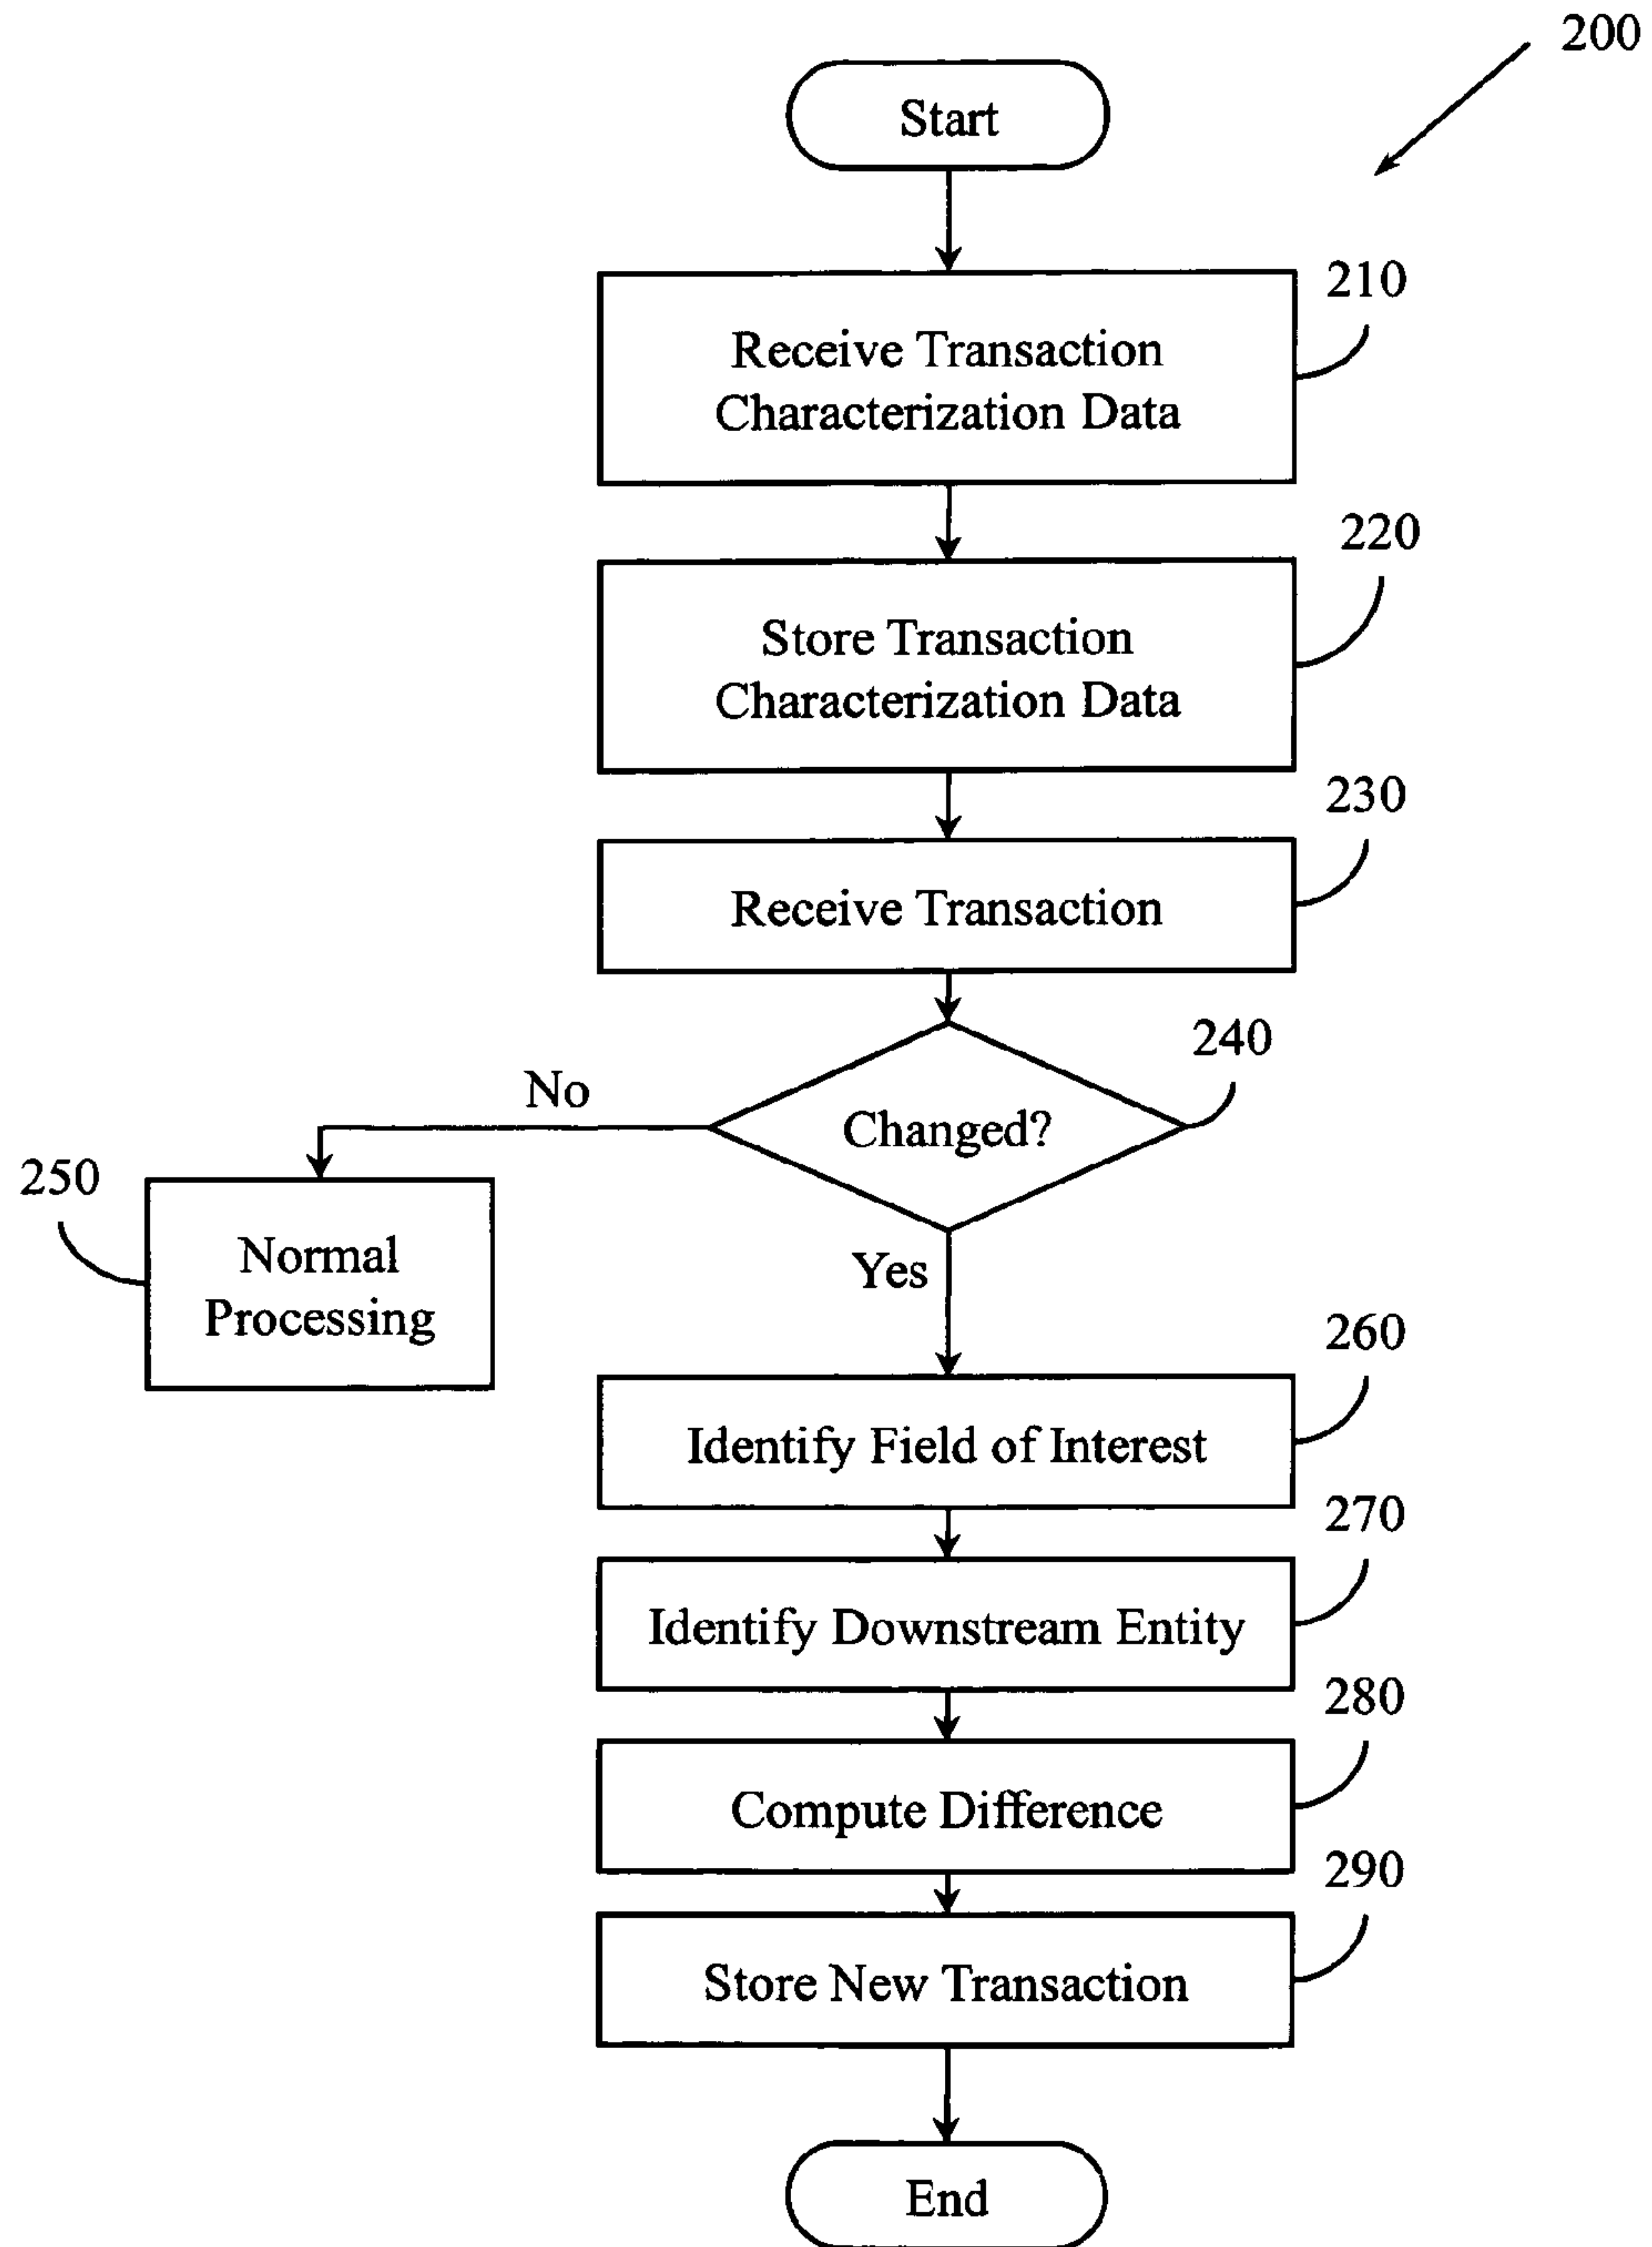 200
Start
210
Receive Transaction
Characterization Data
220
Store Transaction
Characterization Data
230
Receive Transaction
240
Changed?
No
250
Normal
Processing
Yes
260
Identify Field of Interest
270
Identify Downstream Entity
280
Compute Difference
290
Store New Transaction
End